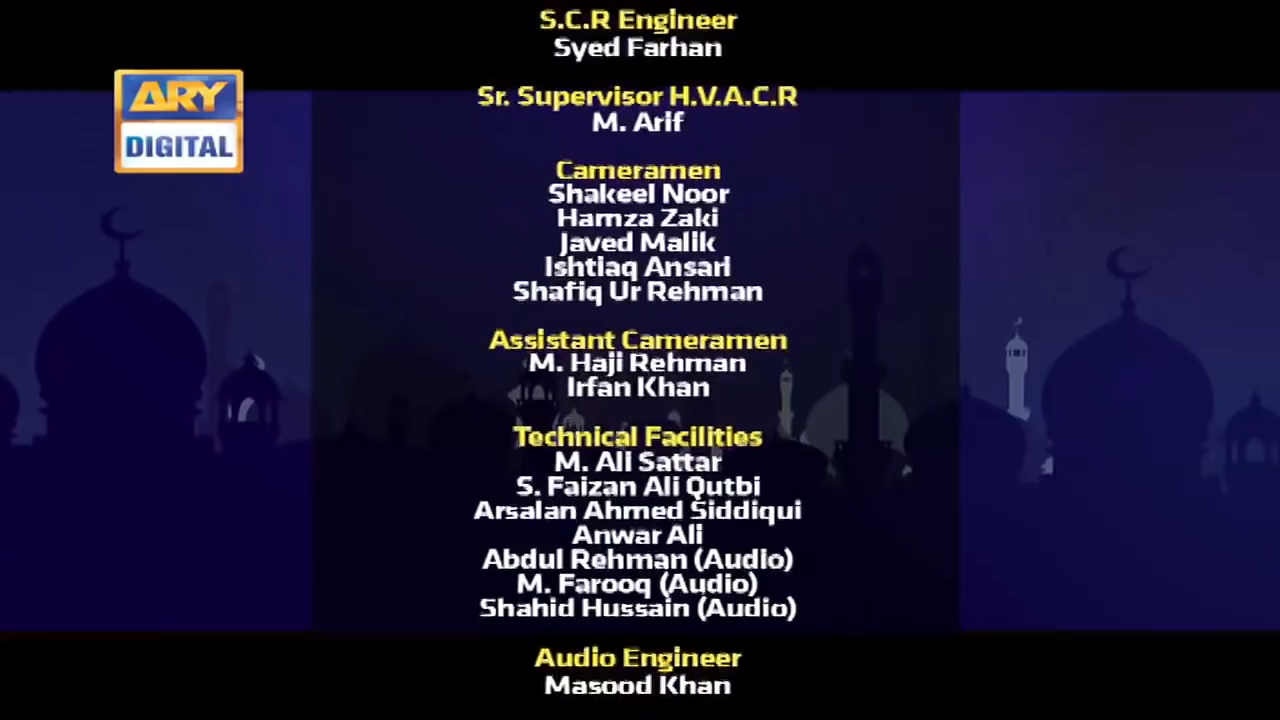 S.C.R Engineer
Syed Farhan
ARY
DIGITAL
Sr. Supervisor H.V.A.C.R
M. Arif
Cameramen
Shakeel Noor
Hamza Zaki
Javed Malik
Ishtiaq Ansari
Shafiq Ur Rehman
Assistant Cameramen
M. Haji Rehman
Irfan Khan
Technical Facilities
M. Ali Sattar
S. Faizan Ali Qutbi
Arsalan Ahmed Siddiqui
Anwar Ali
Abdul Rehman (Audio)
M. Farooq (Audio)
Shahid Hussain (Audio)
Audio Engineer
Masood Khan